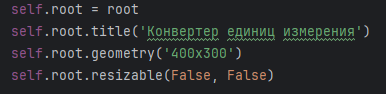 self.root = root
self.root.title('Конвертер единиц измерения')
self.root.geometry('400x300')
self.root.resizable(False, False)